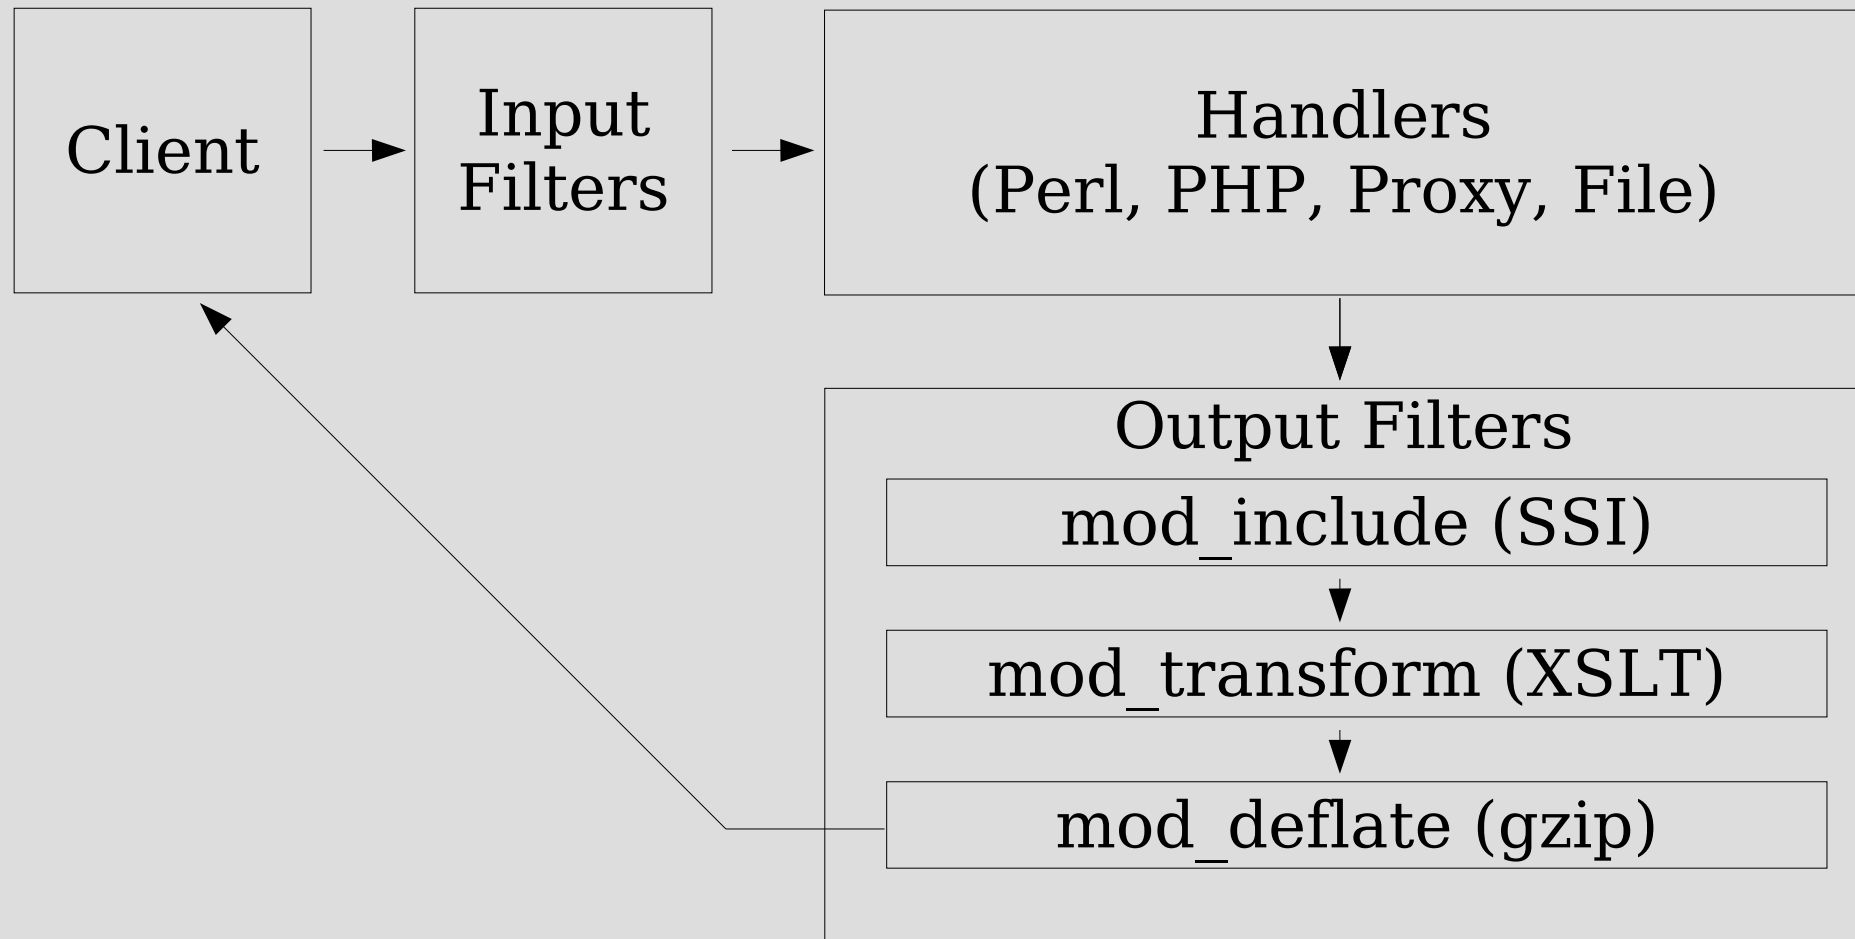 Client
Input
Filters
Handlers
(Perl, PHP, Proxy, File)
Output Filters
mod_include (SSI)
mod_transform (XSLT)
mod_deflate (gzip)